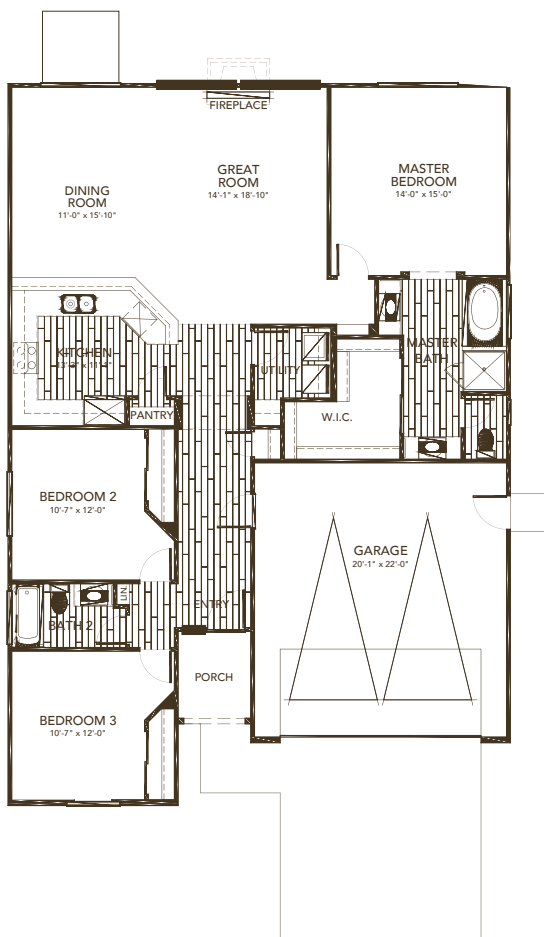 FIREPLACE
GREAT
ROOM
14'-1" x 18'-10"
MASTER
BEDROOM
14'-0" x 15'-0"
DINING
ROOM
11'-0" x 15'-10"
KITCHEN
UTILITY
MASTER
BATH
PANTRY
W.I.C.
BEDROOM 2
10'-7" x 12'-0"
GARAGE
20'-1" x 22'-0"
LIN.
ENTRY
BATH 2
PORCH
BEDROOM 3
10'-7" x 12'-0"